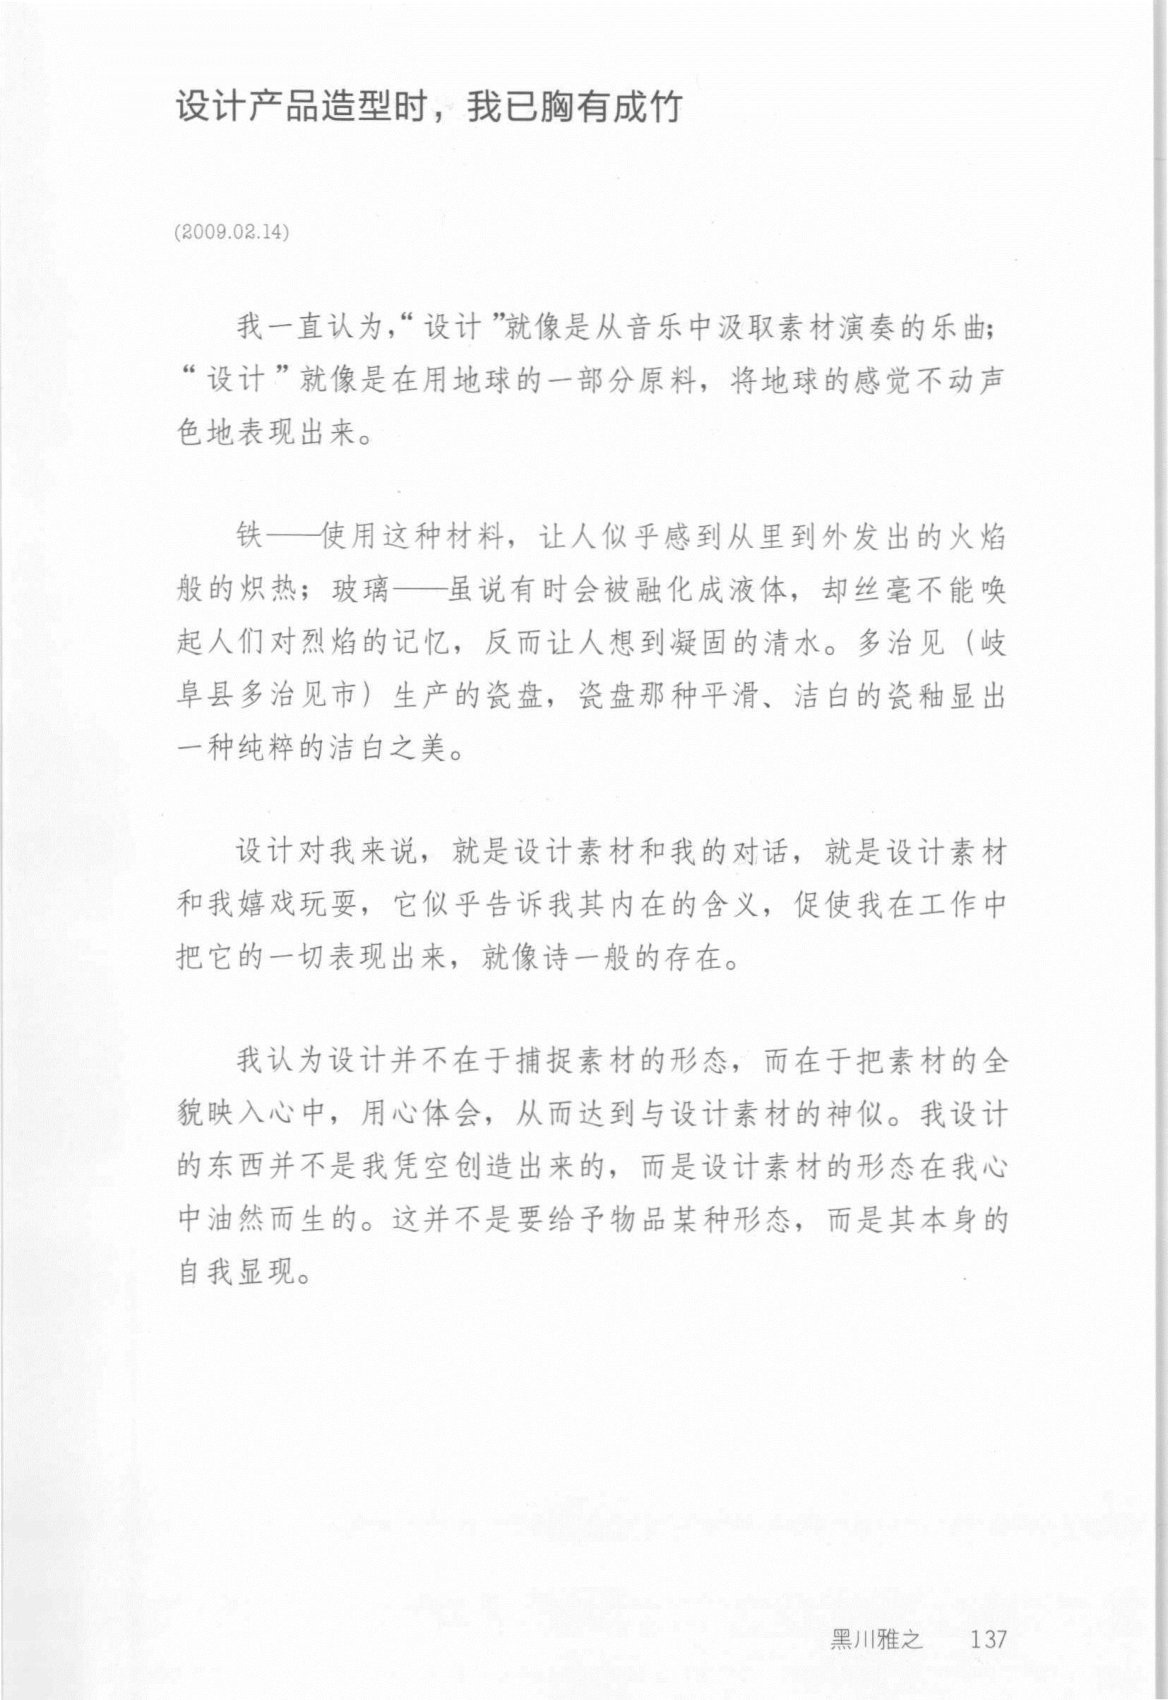 设计产品造型时，我已胸有成竹
(2009.02.14)
我一直认为，“设计”就像是从音乐中汲取素材演奏的乐曲；
“设计”就像是在用地球的一部分原料，将地球的感觉不动声
色地表现出来。
铁——使用这种材料，让人似乎感到从里到外发出的火焰
般的炽热；玻璃——虽说有时会被融化成液体，却丝毫不能唤
起人们对烈焰的记忆，反而让人想到凝固的清水。多治见（岐
阜县多治见市）生产的瓷盘，瓷盘那种平滑、洁白的瓷釉显出
一种纯粹的洁白之美。
设计对我来说，就是设计素材和我的对话，就是设计素材
和我嬉戏玩耍，它似乎告诉我其内在的含义，促使我在工作中
把它的一切表现出来，就像诗一般的存在。
我认为设计并不在于捕捉素材的形态，而在于把素材的全
貌映入心中，用心体会，从而达到与设计素材的神似。我设计
的东西并不是我凭空创造出来的，而是设计素材的形态在我心
中油然而生的。这并不是要给予物品某种形态，而是其本身的
自我显现。
黑川雅之 137